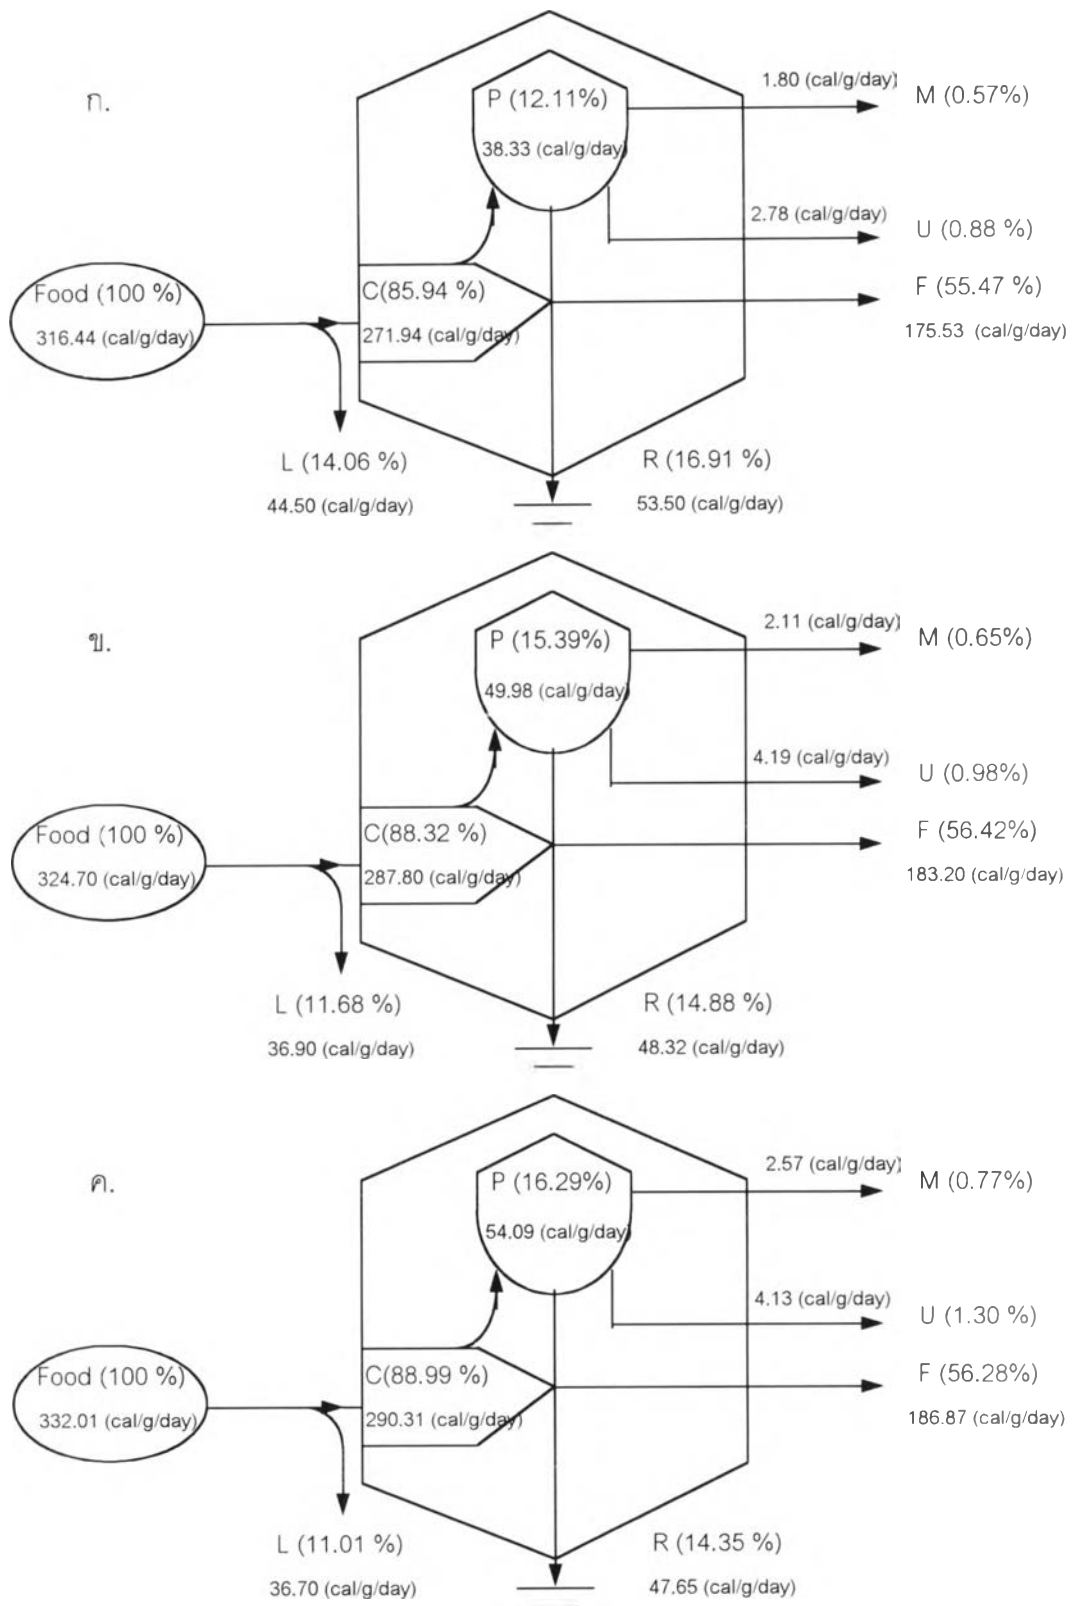 ก.
P (12.11%)
38.33 (cal/g/day)
1.80 (cal/g/day)
M (0.57%)
2.78 (cal/g/day)
U (0.88 %)
Food (100 %)
316.44 (cal/g/day)
C(85.94 %)
271.94 (cal/g/day)
F (55.47 %)
175.53 (cal/g/day)
L (14.06 %)
44.50 (cal/g/day)
R (16.91 %)
53.50 (cal/g/day)
ข.
P (15.39%)
49.98 (cal/g/day)
2.11 (cal/g/day)
M (0.65%)
4.19 (cal/g/day)
U (0.98%)
Food (100 %)
324.70 (cal/g/day)
C(88.32 %)
287.80 (cal/g/day)
F (56.42%)
183.20 (cal/g/day)
L (11.68 %)
36.90 (cal/g/day)
R (14.88 %)
48.32 (cal/g/day)
ค.
P (16.29%)
54.09 (cal/g/day)
2.57 (cal/g/day)
M (0.77%)
4.13 (cal/g/day)
U (1.30 %)
Food (100 %)
332.01 (cal/g/day)
C(88.99 %)
290.31 (cal/g/day)
F (56.28%)
186.87 (cal/g/day)
L (11.01 %)
36.70 (cal/g/day)
R (14.35 %)
47.65 (cal/g/day)